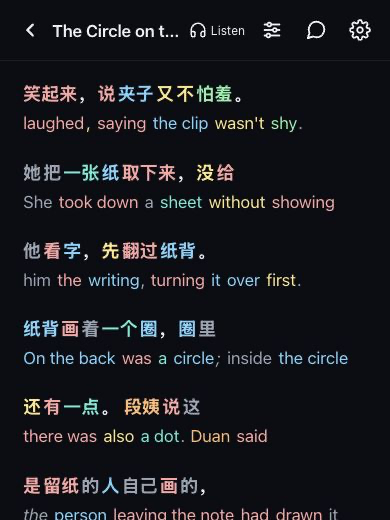 The Circle on t... Listen
笑起来，说夹子又不怕羞。
laughed, saying the clip wasn't shy.
她把一张纸取下来，没给
She took down a sheet without showing
他看字，先翻过纸背。
him the writing, turning it over first.
纸背画着一个圈，圈里
On the back was a circle; inside the circle
还有一点。段姨说这
there was also a dot. Duan said
是留纸的人自己画的，
the person leaving the note had drawn it